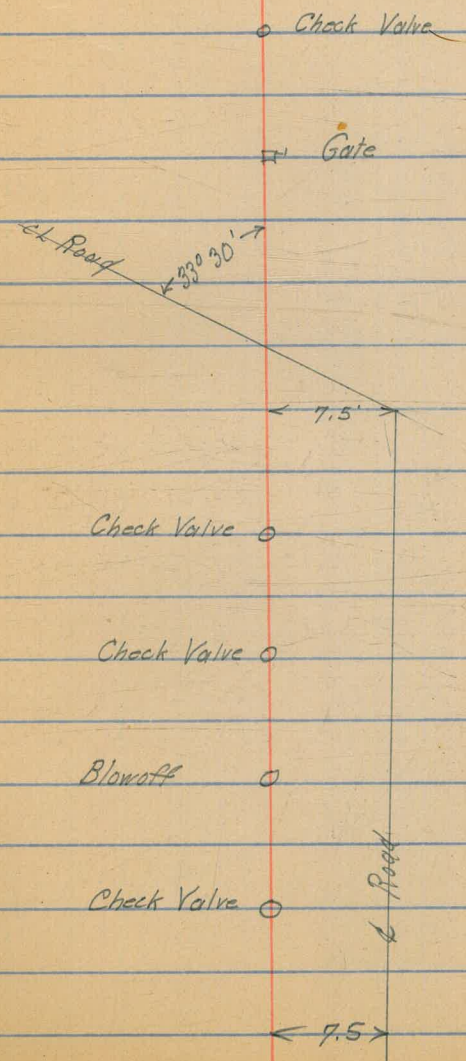 Check Valve
Gate
℄ Road
33° 30'
7.5'
Check Valve
Check Valve
Blowoff
Check Valve
℄ Road
7.5